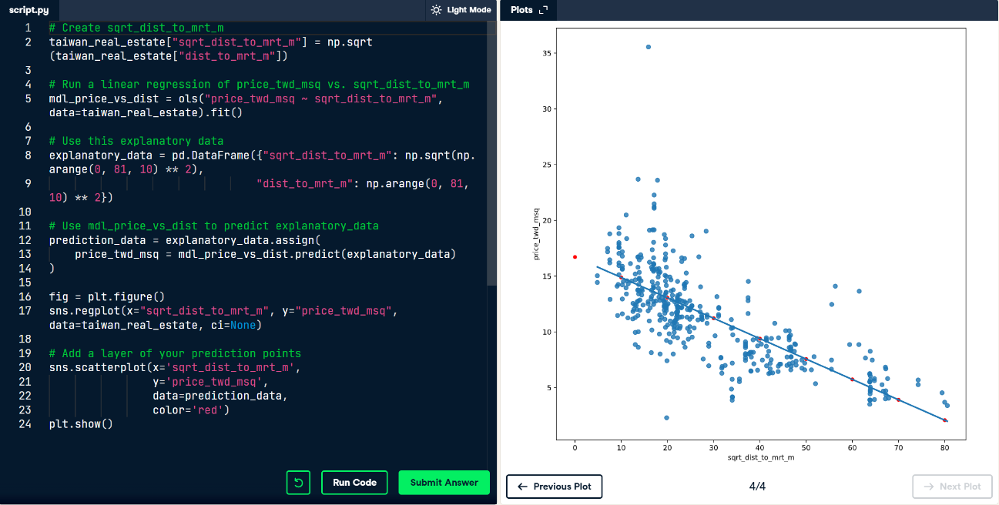 script.py
Light Mode
1 # Create sqrt_dist_to_mrt_m
2 taiwan_real_estate["sqrt_dist_to_mrt_m"] = np.sqrt
(taiwan_real_estate["dist_to_mrt_m"])
3
4 # Run a linear regression of price_twd_msq vs. sqrt_dist_to_mrt_m
5 mdl_price_vs_dist = ols("price_twd_msq ~ sqrt_dist_to_mrt_m",
data=taiwan_real_estate).fit()
6
7 # Use this explanatory data
8 explanatory_data = pd.DataFrame({"sqrt_dist_to_mrt_m": np.sqrt(np.
arange(0, 81, 10) ** 2),
9 "dist_to_mrt_m": np.arange(0, 81,
10) ** 2})
10
11 # Use mdl_price_vs_dist to predict explanatory_data
12 prediction_data = explanatory_data.assign(
13 price_twd_msq = mdl_price_vs_dist.predict(explanatory_data)
14 )
15
16 fig = plt.figure()
17 sns.regplot(x="sqrt_dist_to_mrt_m", y="price_twd_msq",
data=taiwan_real_estate, ci=None)
18
19 # Add a layer of your prediction points
20 sns.scatterplot(x='sqrt_dist_to_mrt_m',
21 y='price_twd_msq',
22 data=prediction_data,
23 color='red')
24 plt.show()
Run Code
Submit Answer
Plots
35
30
25
20
15
10
5
price_twd_msq
0 10 20 30 40 50 60 70 80
sqrt_dist_to_mrt_m
Previous Plot
4/4
Next Plot